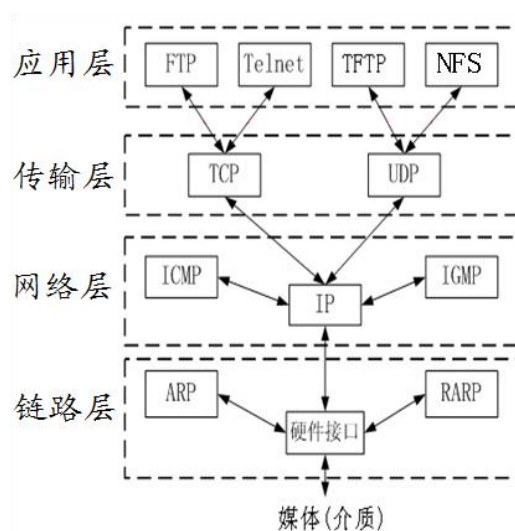 应用层 FTP Telnet TFTP NFS
传输层 TCP UDP
网络层 ICMP IP IGMP
链路层 ARP 硬件接口 RARP
媒体(介质)